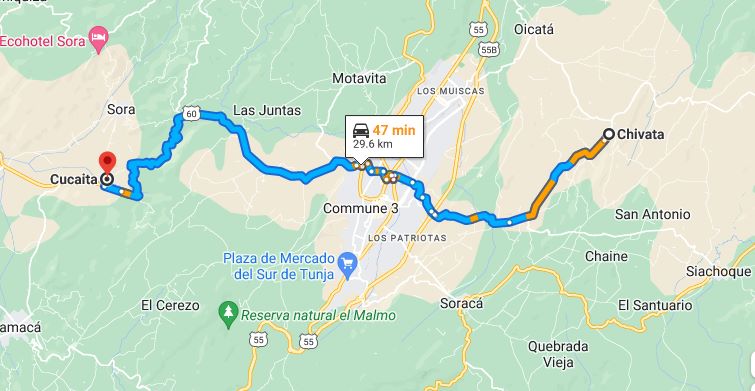 Ecohotel Sora
55
Oicatá
55B
Motavita
LOS MUISCAS
Sora
60
Las Juntas
47 min
29.6 km
Chivata
Cucaita
Commune 3
San Antonio
LOS PATRIOTAS
Chaine
Plaza de Mercado
del Sur de Tunja
Siachoque
Soracá
El Cerezo
El Santuario
Reserva natural el Malmo
amacá
55
55
Quebrada
Vieja